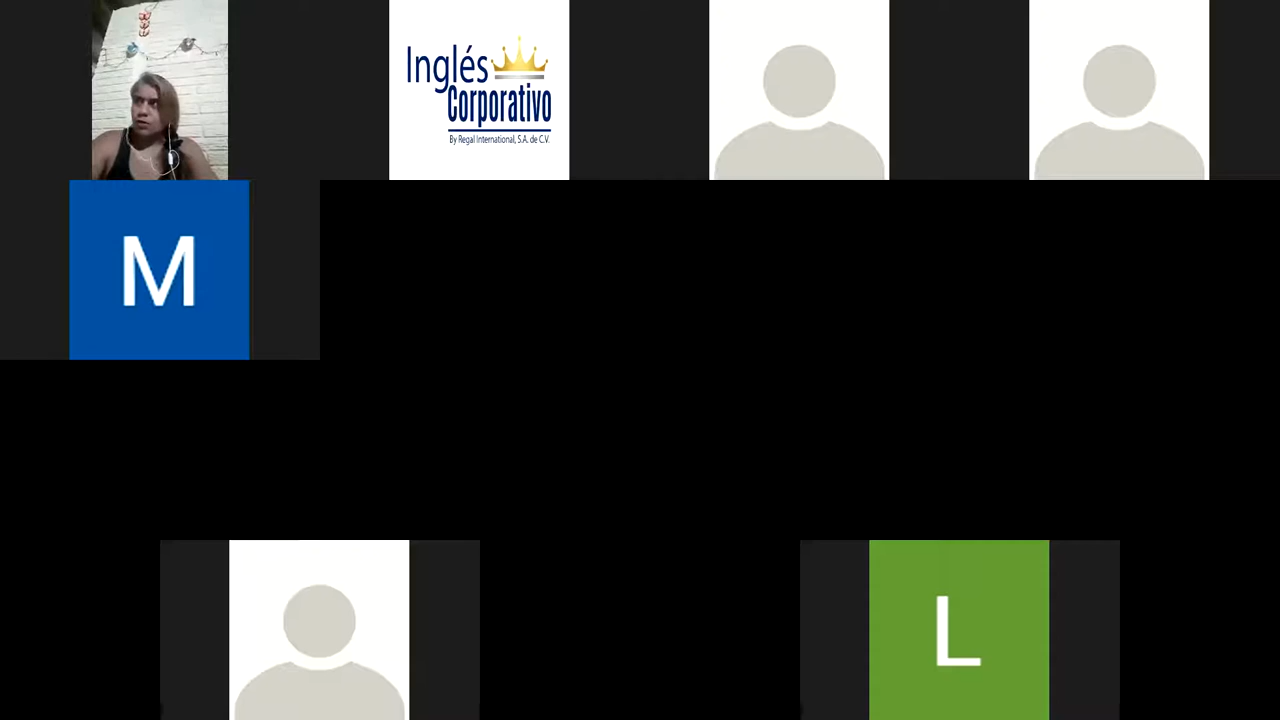 Inglés
Corporativo
By Regal International, S.A. de C.V.
M
L